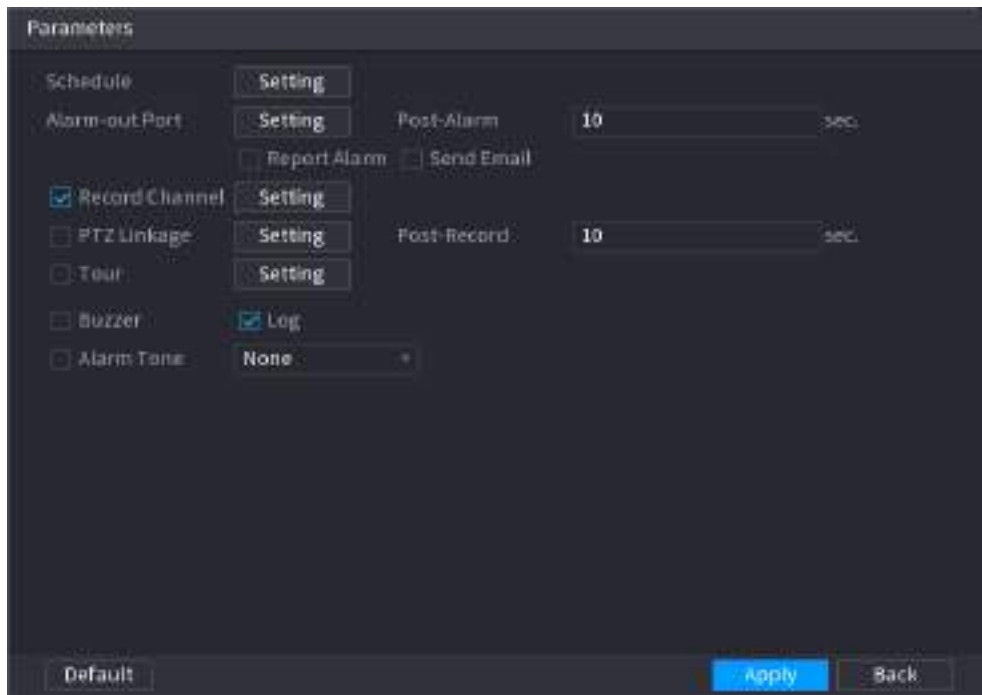 Parameters
Schedule Setting
Alarm-out Port Setting Post-Alarm 10 sec.
Report Alarm Send Email
Record Channel Setting
PTZ Linkage Setting Post-Record 10 sec.
Tour Setting
Buzzer Log
Alarm Tone None
Default Apply Back